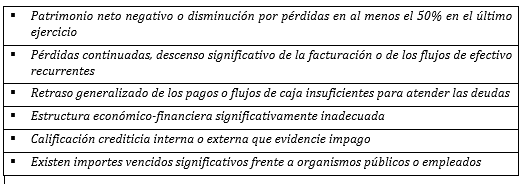 ▪ Patrimonio neto negativo o disminución por pérdidas en al menos el 50% en el último
ejercicio
▪ Pérdidas continuadas, descenso significativo de la facturación o de los flujos de efectivo
recurrentes
▪ Retraso generalizado de los pagos o flujos de caja insuficientes para atender las deudas
▪ Estructura económico-financiera significativamente inadecuada
▪ Calificación crediticia interna o externa que evidencie impago
▪ Existen importes vencidos significativos frente a organismos públicos o empleados